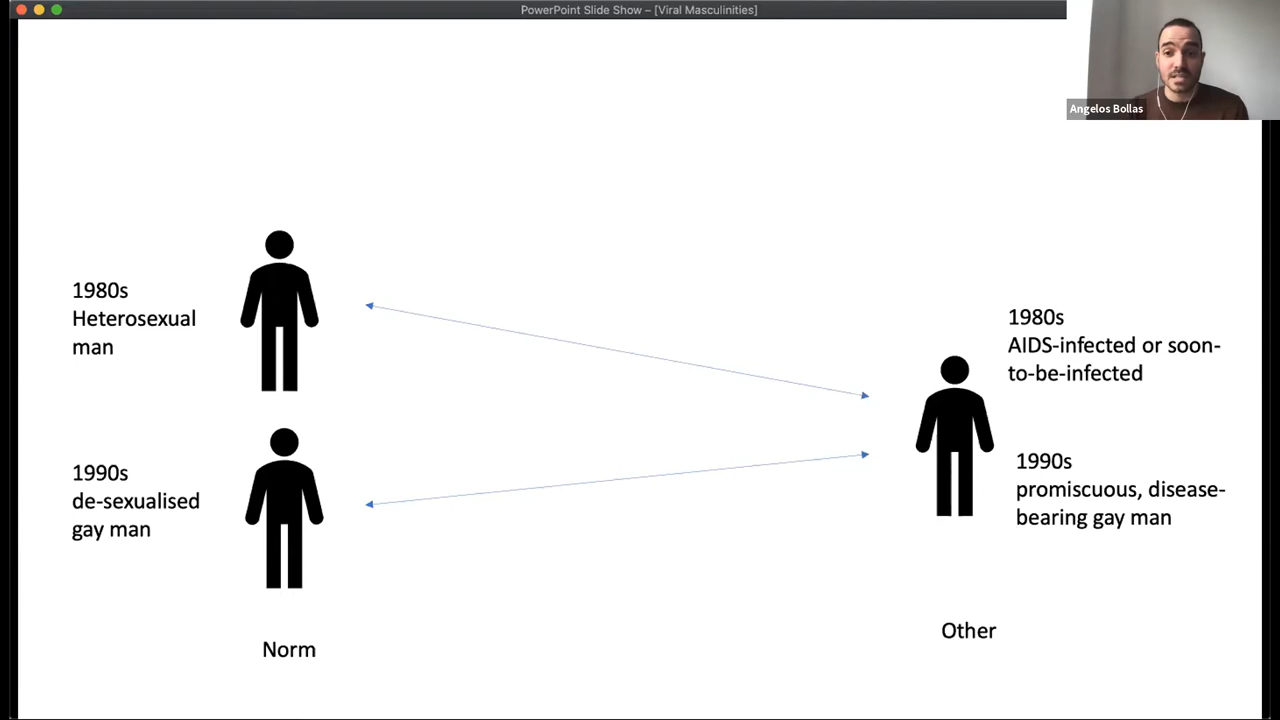 PowerPoint Slide Show – [Viral Masculinities]
Angelos Bollas
1980s
Heterosexual
man
1980s
AIDS-infected or soon-
to-be-infected
1990s
de-sexualised
gay man
1990s
promiscuous, disease-
bearing gay man
Norm
Other